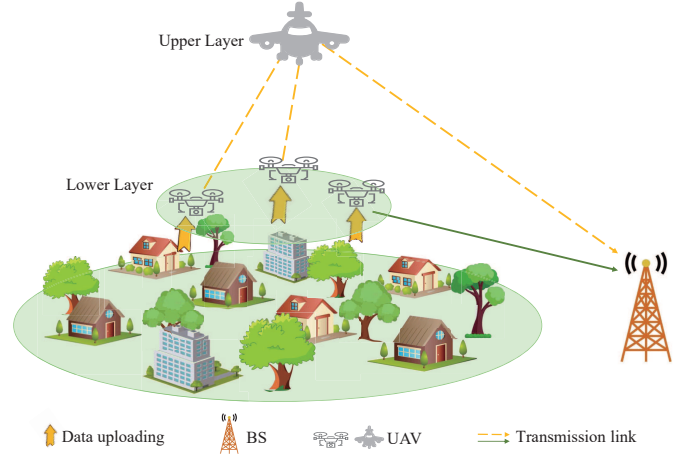 Upper Layer
Lower Layer
Data uploading
BS
UAV
Transmission link